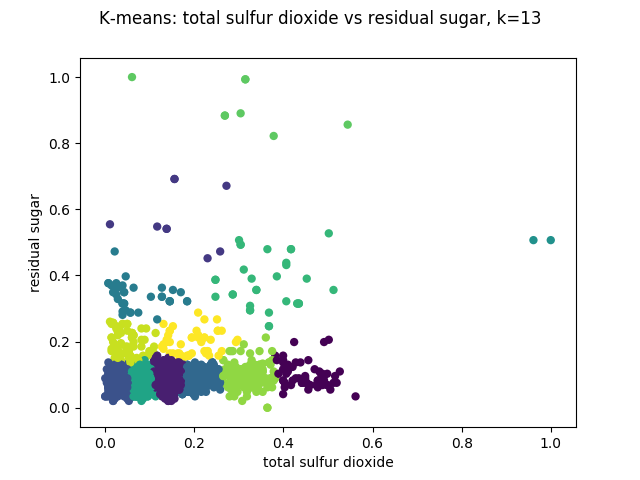 K-means: total sulfur dioxide vs residual sugar, k=13
1.0
0.8
0.6
0.4
0.2
0.0
residual sugar
0.0 0.2 0.4 0.6 0.8 1.0
total sulfur dioxide